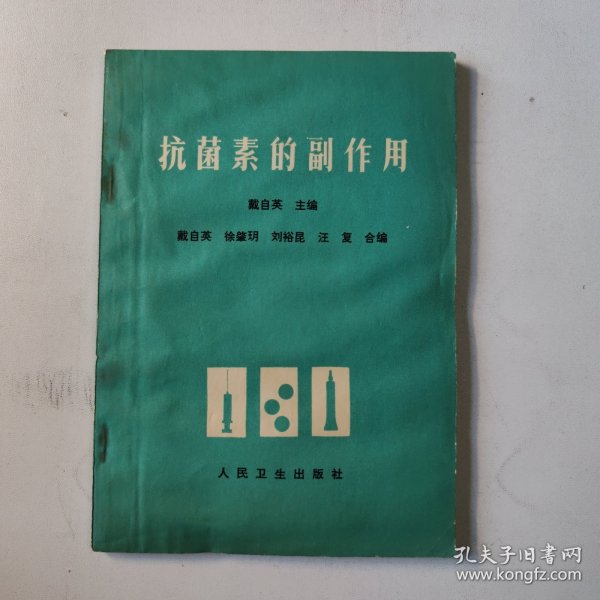 抗菌素的副作用
戴自英 主编
戴自英 徐肇玥 刘裕昆 汪复 合编
人民卫生出版社
孔夫子旧书网
www.kongfz.com